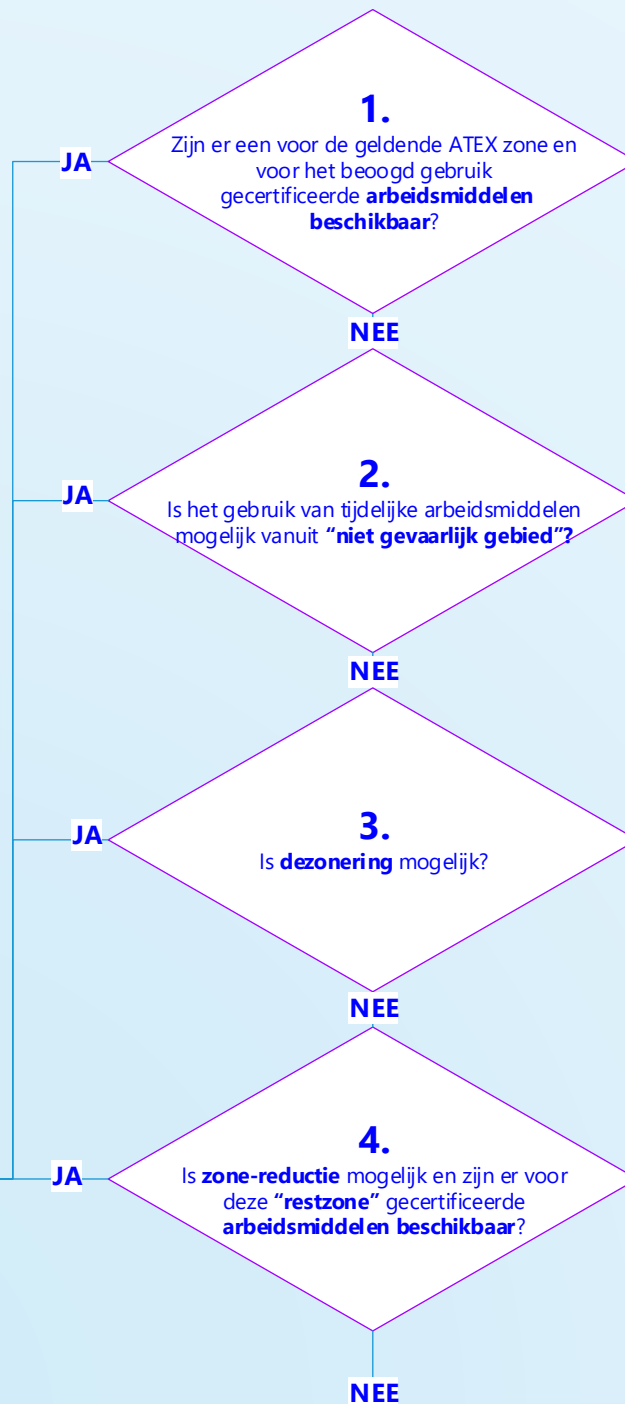 1.
Zijn er een voor de geldende ATEX zone en
voor het beoogd gebruik
gecertificeerde arbeidsmiddelen
beschikbaar?
JA
NEE
2.
Is het gebruik van tijdelijke arbeidsmiddelen
mogelijk vanuit “niet gevaarlijk gebied”?
JA
NEE
3.
Is dezonering mogelijk?
JA
NEE
4.
Is zone-reductie mogelijk en zijn er voor
deze “restzone” gecertificeerde
arbeidsmiddelen beschikbaar?
JA
NEE